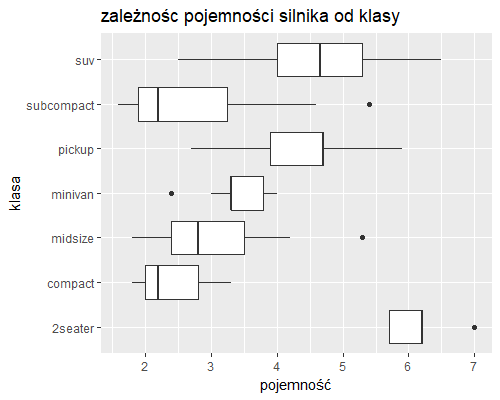 zależnośc pojemności silnika od klasy
suv
subcompact
pickup
minivan
midsize
compact
2seater
klasa
2 3 4 5 6 7
pojemność